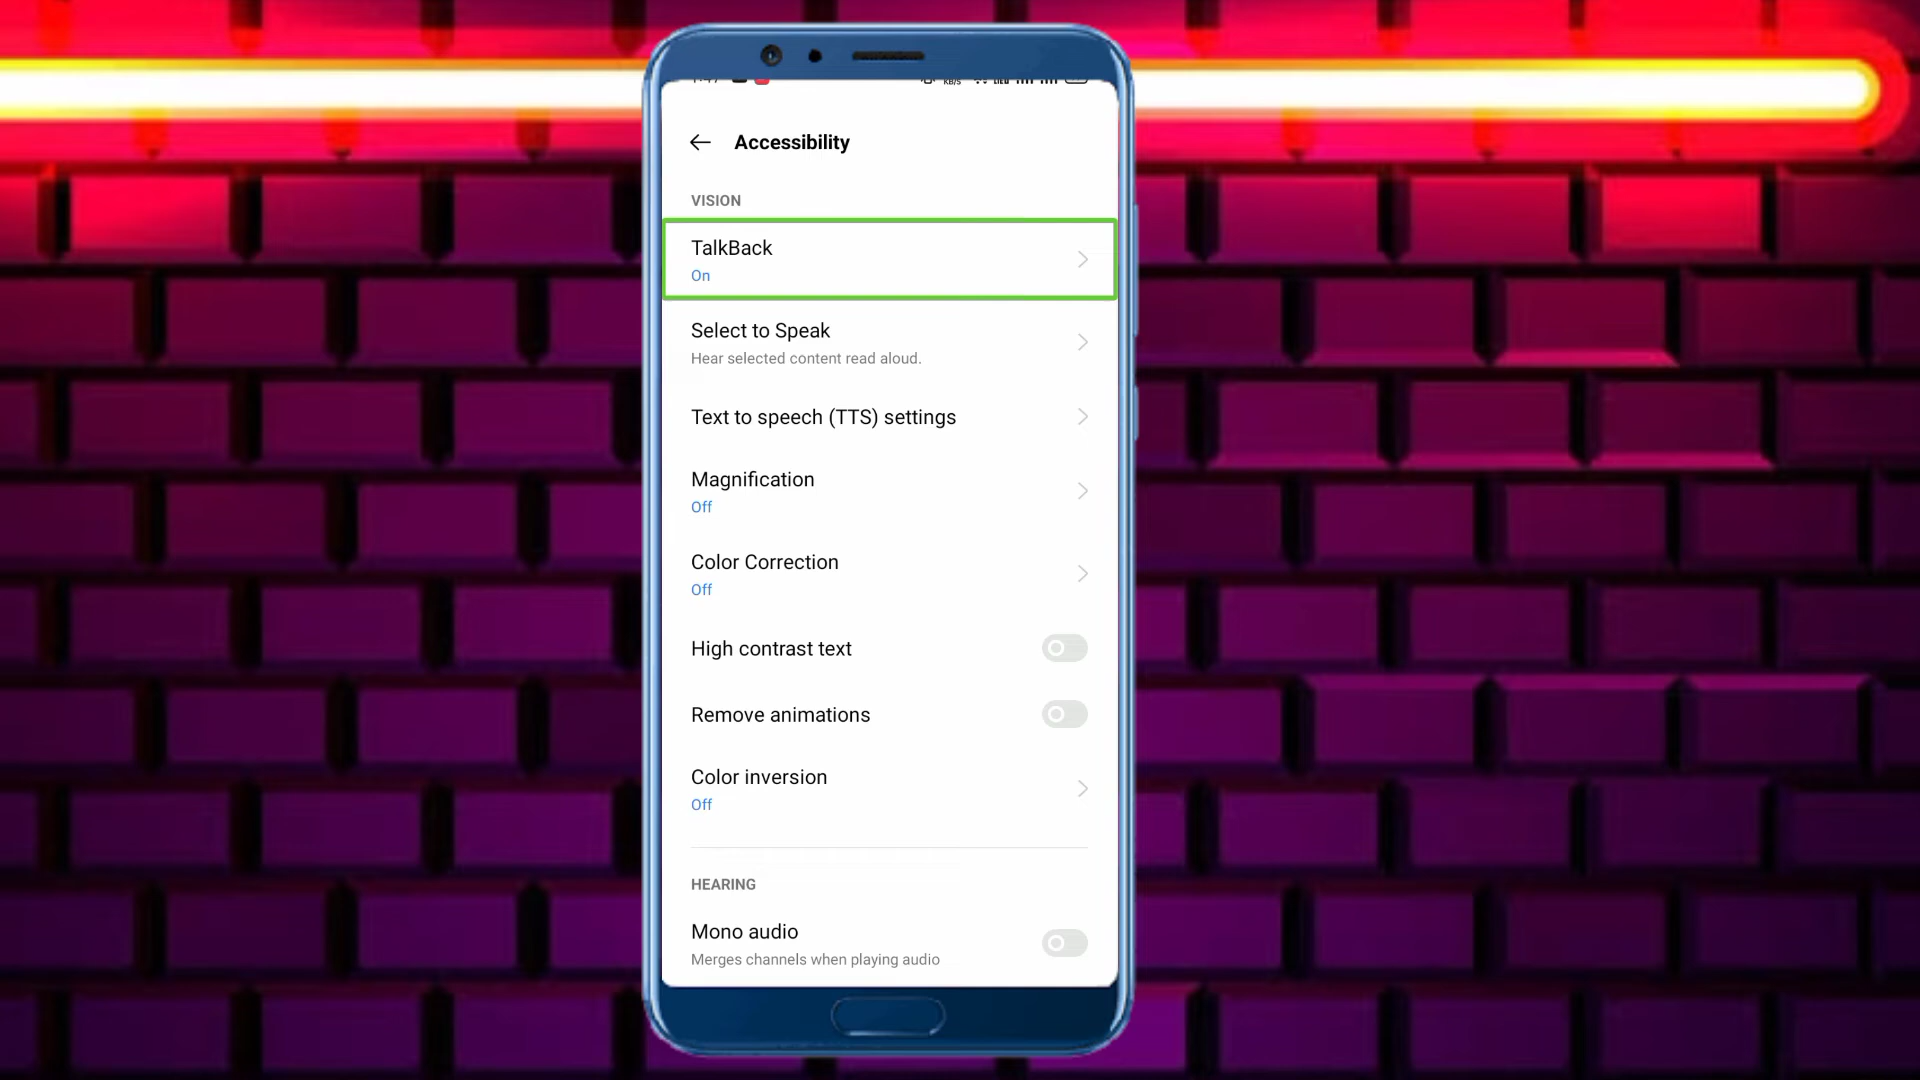 Accessibility
VISION
TalkBack
On
Select to Speak
Hear selected content read aloud.
Text to speech (TTS) settings
Magnification
Off
Color Correction
Off
High contrast text
Remove animations
Color inversion
Off
HEARING
Mono audio
Merges channels when playing audio